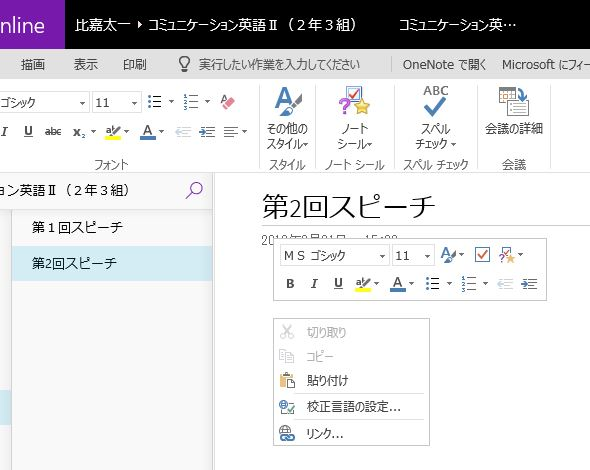 nline 比嘉太一 ▸ コミュニケーション英語Ⅱ（２年３組） コミュニケーション英…
描画 表示 印刷 実行したい作業を入力してください OneNote で開く Microsoft にフィー
ゴシック 11
I U abc x₂ A
その他の スタイル
ノート シール
ABC スペル チェック
会議の詳細
フォント スタイル ノート シール スペル チェック 会議
ョン英語Ⅱ（２年３組）
第１回スピーチ
第2回スピーチ
第2回スピーチ
ＭＳ ゴシック 11
B I U A
切り取り
コピー
貼り付け
校正言語の設定...
リンク...